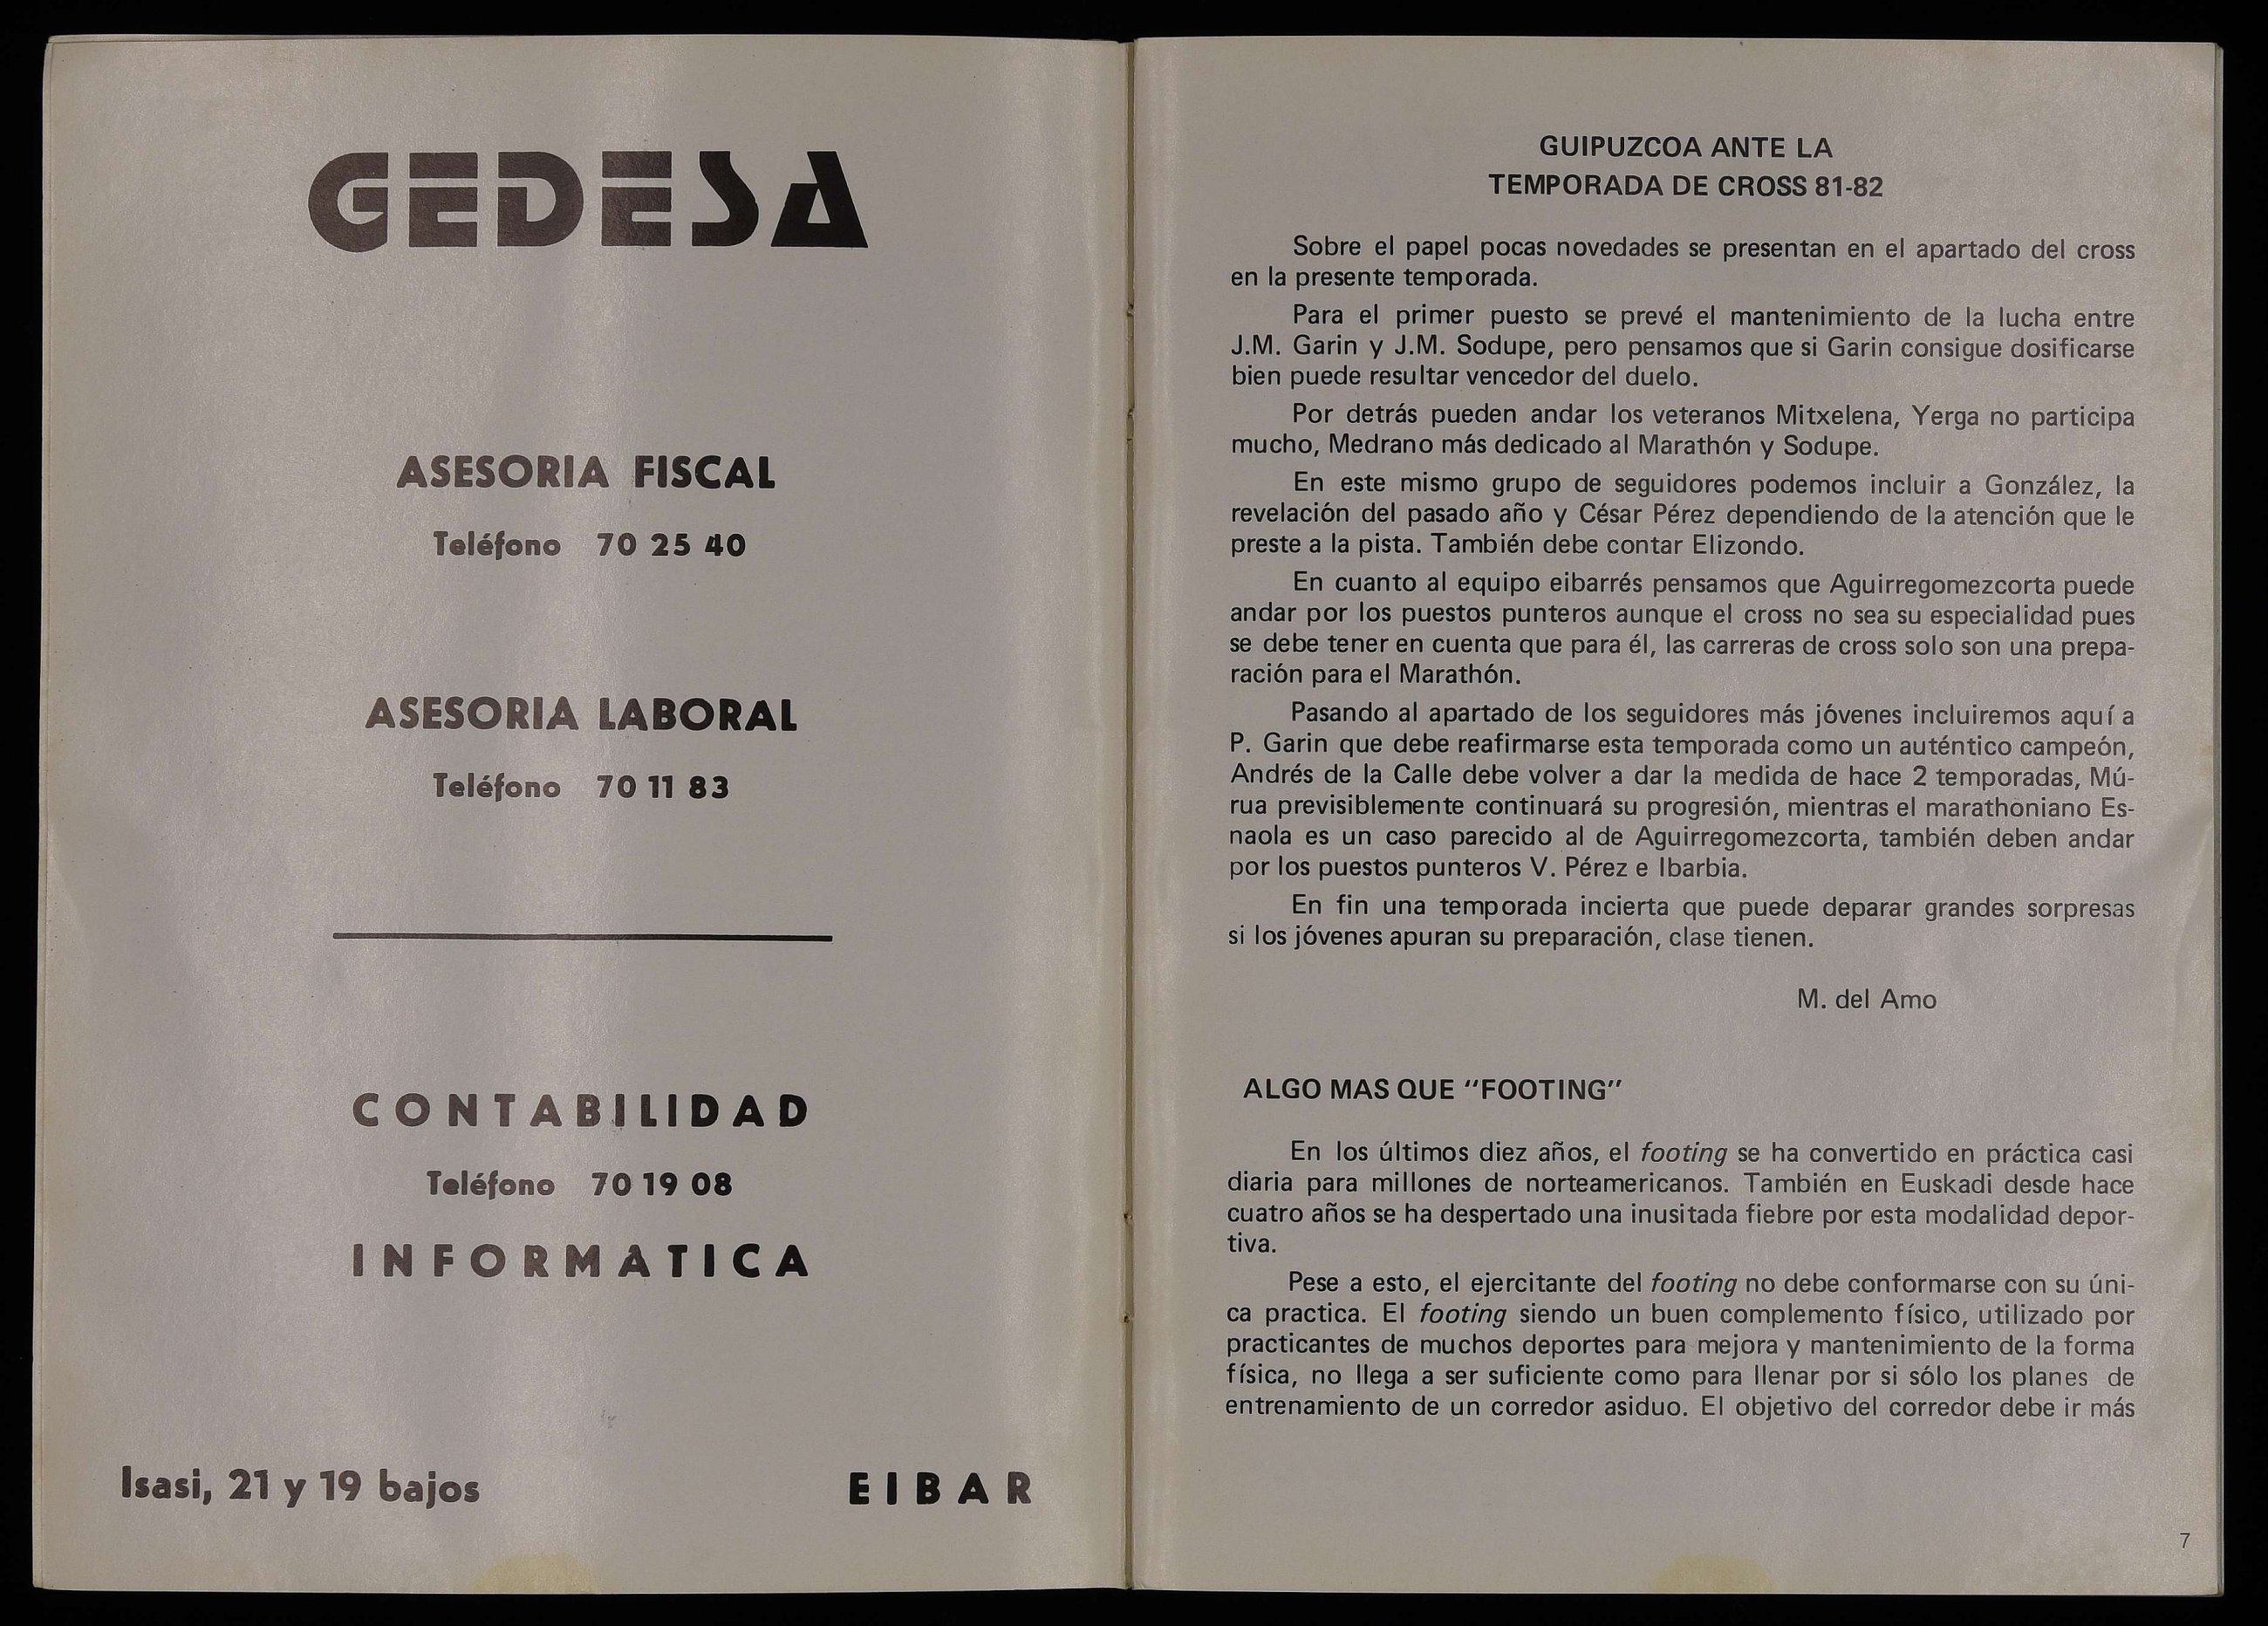 GEDESA
ASESORIA FISCAL
Teléfono 70 25 40
ASESORIA LABORAL
Teléfono 70 11 83
CONTABILIDAD
Teléfono 70 19 08
INFORMATICA
Isasi, 21 y 19 bajos EIBAR
GUIPUZCOA ANTE LA
TEMPORADA DE CROSS 81-82
Sobre el papel pocas novedades se presentan en el apartado del cross
en la presente temporada.
Para el primer puesto se prevé el mantenimiento de la lucha entre
J.M. Garin y J.M. Sodupe, pero pensamos que si Garin consigue dosificarse
bien puede resultar vencedor del duelo.
Por detrás pueden andar los veteranos Mitxelena, Yerga no participa
mucho, Medrano más dedicado al Marathón y Sodupe.
En este mismo grupo de seguidores podemos incluir a González, la
revelación del pasado año y César Pérez dependiendo de la atención que le
preste a la pista. También debe contar Elizondo.
En cuanto al equipo eibarrés pensamos que Aguirregomezcorta puede
andar por los puestos punteros aunque el cross no sea su especialidad pues
se debe tener en cuenta que para él, las carreras de cross solo son una prepa-
ración para el Marathón.
Pasando al apartado de los seguidores más jóvenes incluiremos aquí a
P. Garin que debe reafirmarse esta temporada como un auténtico campeón,
Andrés de la Calle debe volver a dar la medida de hace 2 temporadas, Mú-
rua previsiblemente continuará su progresión, mientras el marathoniano Es-
naola es un caso parecido al de Aguirregomezcorta, también deben andar
por los puestos punteros V. Pérez e Ibarbia.
En fin una temporada incierta que puede deparar grandes sorpresas
si los jóvenes apuran su preparación, clase tienen.
M. del Amo
ALGO MAS QUE "FOOTING"
En los últimos diez años, el footing se ha convertido en práctica casi
diaria para millones de norteamericanos. También en Euskadi desde hace
cuatro años se ha despertado una inusitada fiebre por esta modalidad depor-
tiva.
Pese a esto, el ejercitante del footing no debe conformarse con su úni-
ca practica. El footing siendo un buen complemento físico, utilizado por
practicantes de muchos deportes para mejora y mantenimiento de la forma
física, no llega a ser suficiente como para llenar por si sólo los planes de
entrenamiento de un corredor asiduo. El objetivo del corredor debe ir más
7